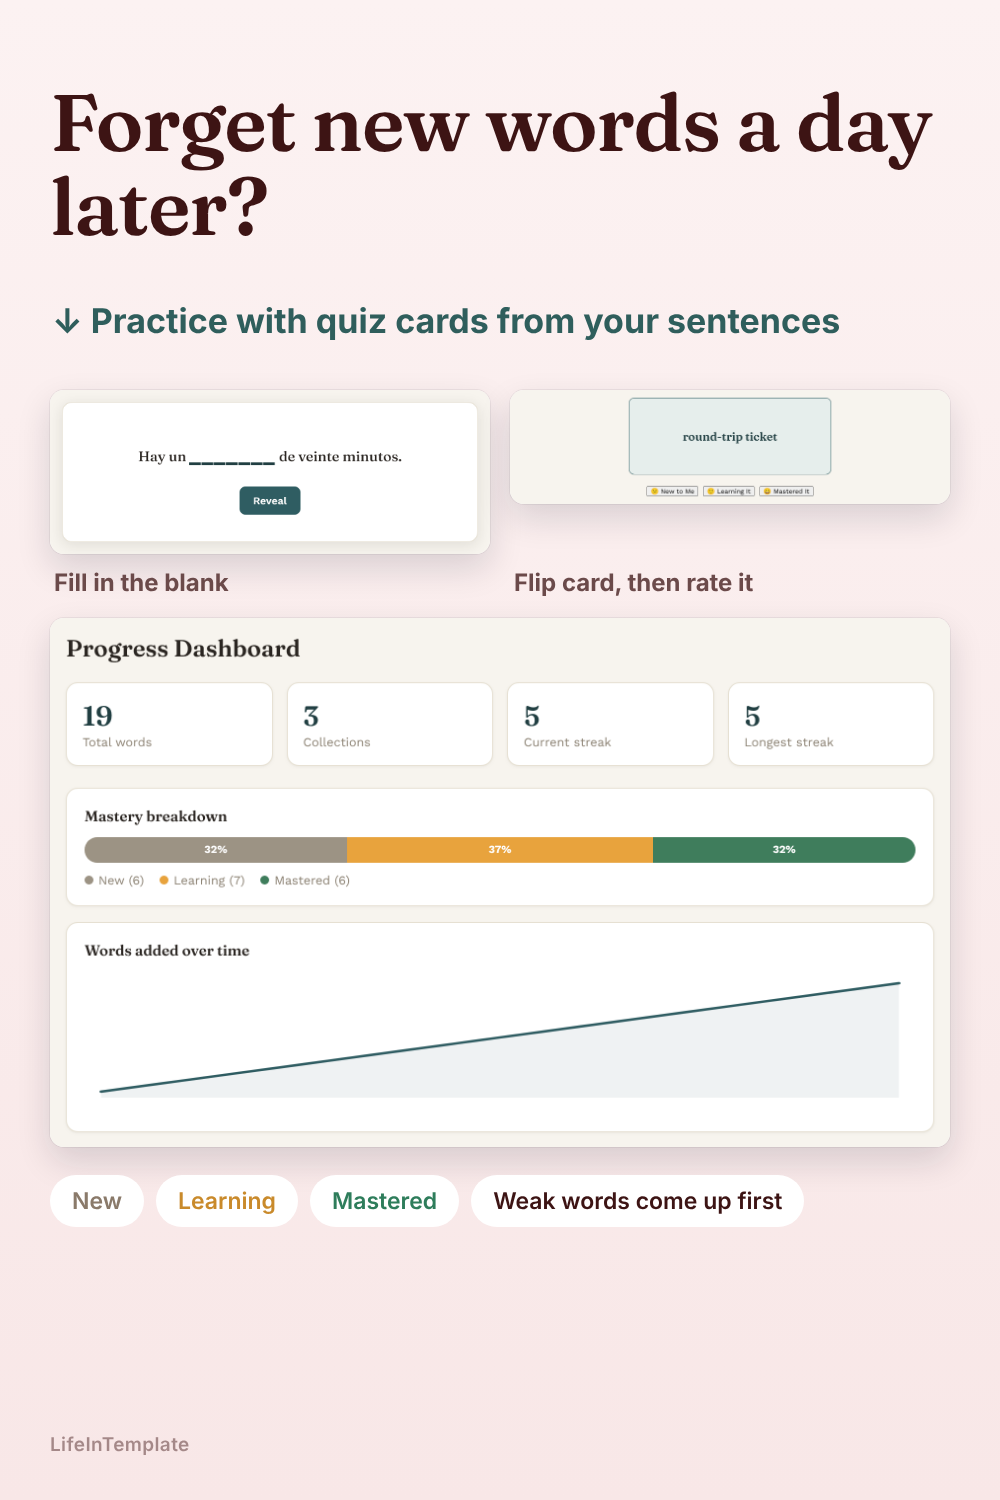 Forget new words a day
later?
↓ Practice with quiz cards from your sentences
Hay un _______ de veinte minutos.
Reveal
round-trip ticket
🙁 New to Me 🙂 Learning It 😄 Mastered It
Fill in the blank
Flip card, then rate it
Progress Dashboard
19
Total words
3
Collections
5
Current streak
5
Longest streak
Mastery breakdown
32% 37% 32%
New (6) Learning (7) Mastered (6)
Words added over time
New Learning Mastered Weak words come up first
LifeInTemplate